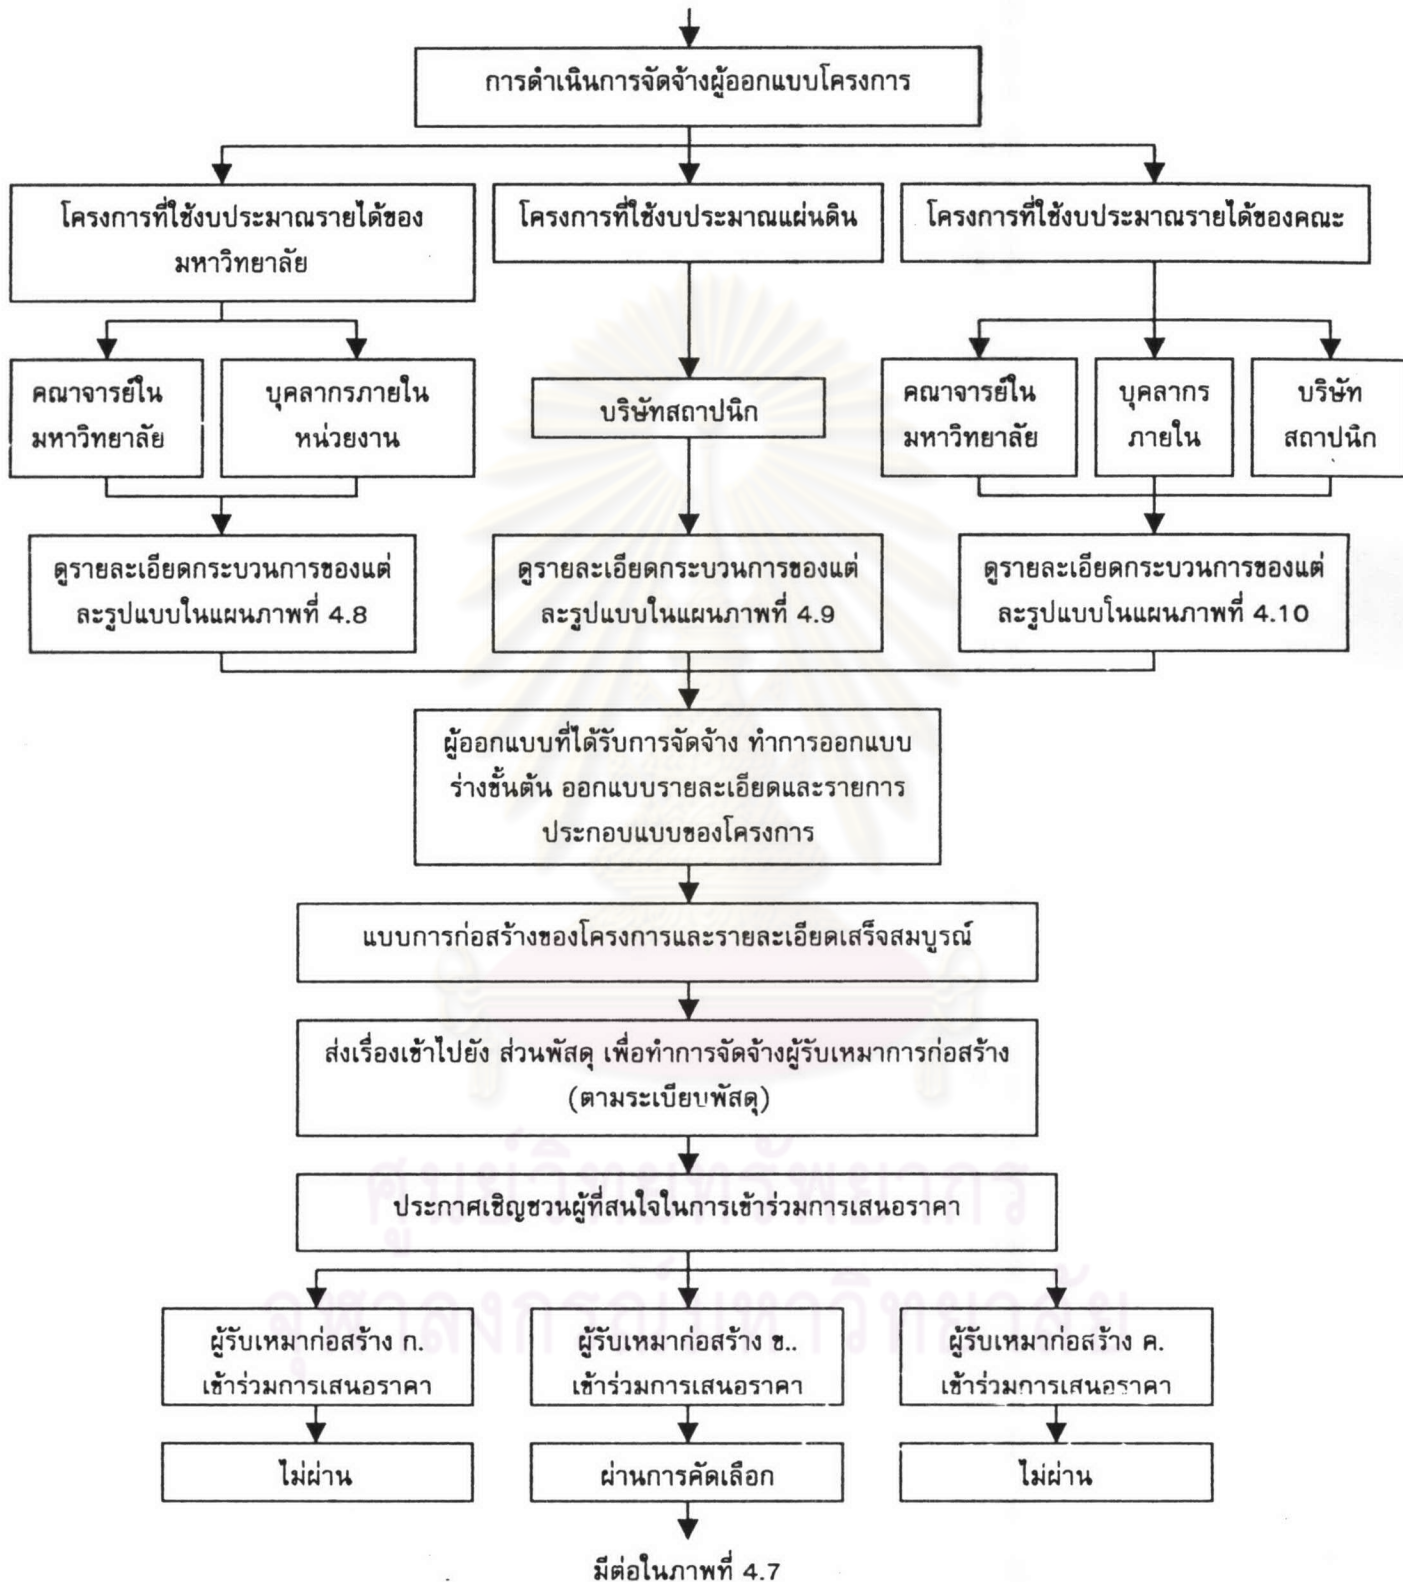 การดำเนินการจัดจ้างผู้ออกแบบโครงการ
โครงการที่ใช้งบประมาณรายได้ของ
มหาวิทยาลัย
โครงการที่ใช้งบประมาณแผ่นดิน
โครงการที่ใช้งบประมาณรายได้ของคณะ
คณาจารย์ใน
มหาวิทยาลัย
บุคลากรภายใน
หน่วยงาน
บริษัทสถาปนิก
คณาจารย์ใน
มหาวิทยาลัย
บุคลากร
ภายใน
บริษัท
สถาปนิก
ดูรายละเอียดกระบวนการของแต่
ละรูปแบบในแผนภาพที่ 4.8
ดูรายละเอียดกระบวนการของแต่
ละรูปแบบในแผนภาพที่ 4.9
ดูรายละเอียดกระบวนการของแต่
ละรูปแบบในแผนภาพที่ 4.10
ผู้ออกแบบที่ได้รับการจัดจ้าง ทำการออกแบบ
ร่างขั้นต้น ออกแบบรายละเอียดและรายการ
ประกอบแบบของโครงการ
แบบการก่อสร้างของโครงการและรายละเอียดเสร็จสมบูรณ์
ส่งเรื่องเข้าไปยัง ส่วนพัสดุ เพื่อทำการจัดจ้างผู้รับเหมาการก่อสร้าง
(ตามระเบียบพัสดุ)
ศูนย์วิทยทรัพยากร
ประกาศเชิญชวนผู้ที่สนใจในการเข้าร่วมการเสนอราคา
จุฬาลงกรณ์มหาวิทยาลัย
ผู้รับเหมาก่อสร้าง ก.
เข้าร่วมการเสนอราคา
ผู้รับเหมาก่อสร้าง ข..
เข้าร่วมการเสนอราคา
ผู้รับเหมาก่อสร้าง ค.
เข้าร่วมการเสนอราคา
ไม่ผ่าน
ผ่านการคัดเลือก
ไม่ผ่าน
มีต่อในภาพที่ 4.7